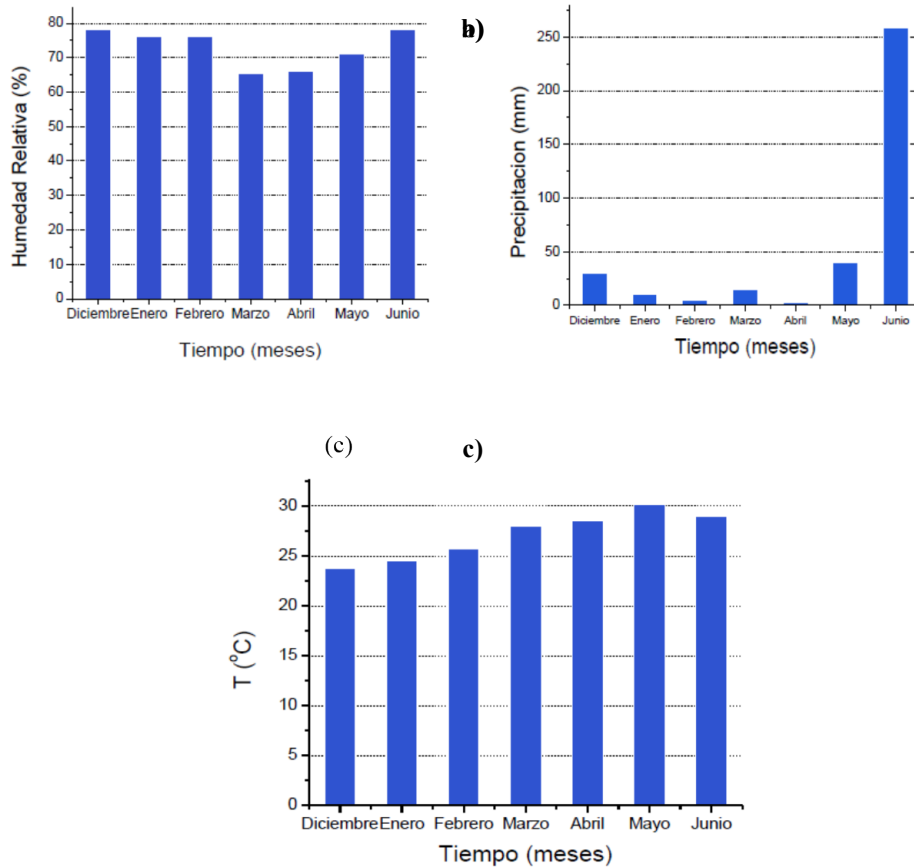 Humedad Relativa (%)
80
70
60
50
40
30
20
10
0
Diciembre Enero Febrero Marzo Abril Mayo Junio
Tiempo (meses)
b)
Precipitacion (mm)
250
200
150
100
50
0
Diciembre Enero Febrero Marzo Abril Mayo Junio
Tiempo (meses)
(c) c)
T (°C)
30
25
20
15
10
5
0
Diciembre Enero Febrero Marzo Abril Mayo Junio
Tiempo (meses)